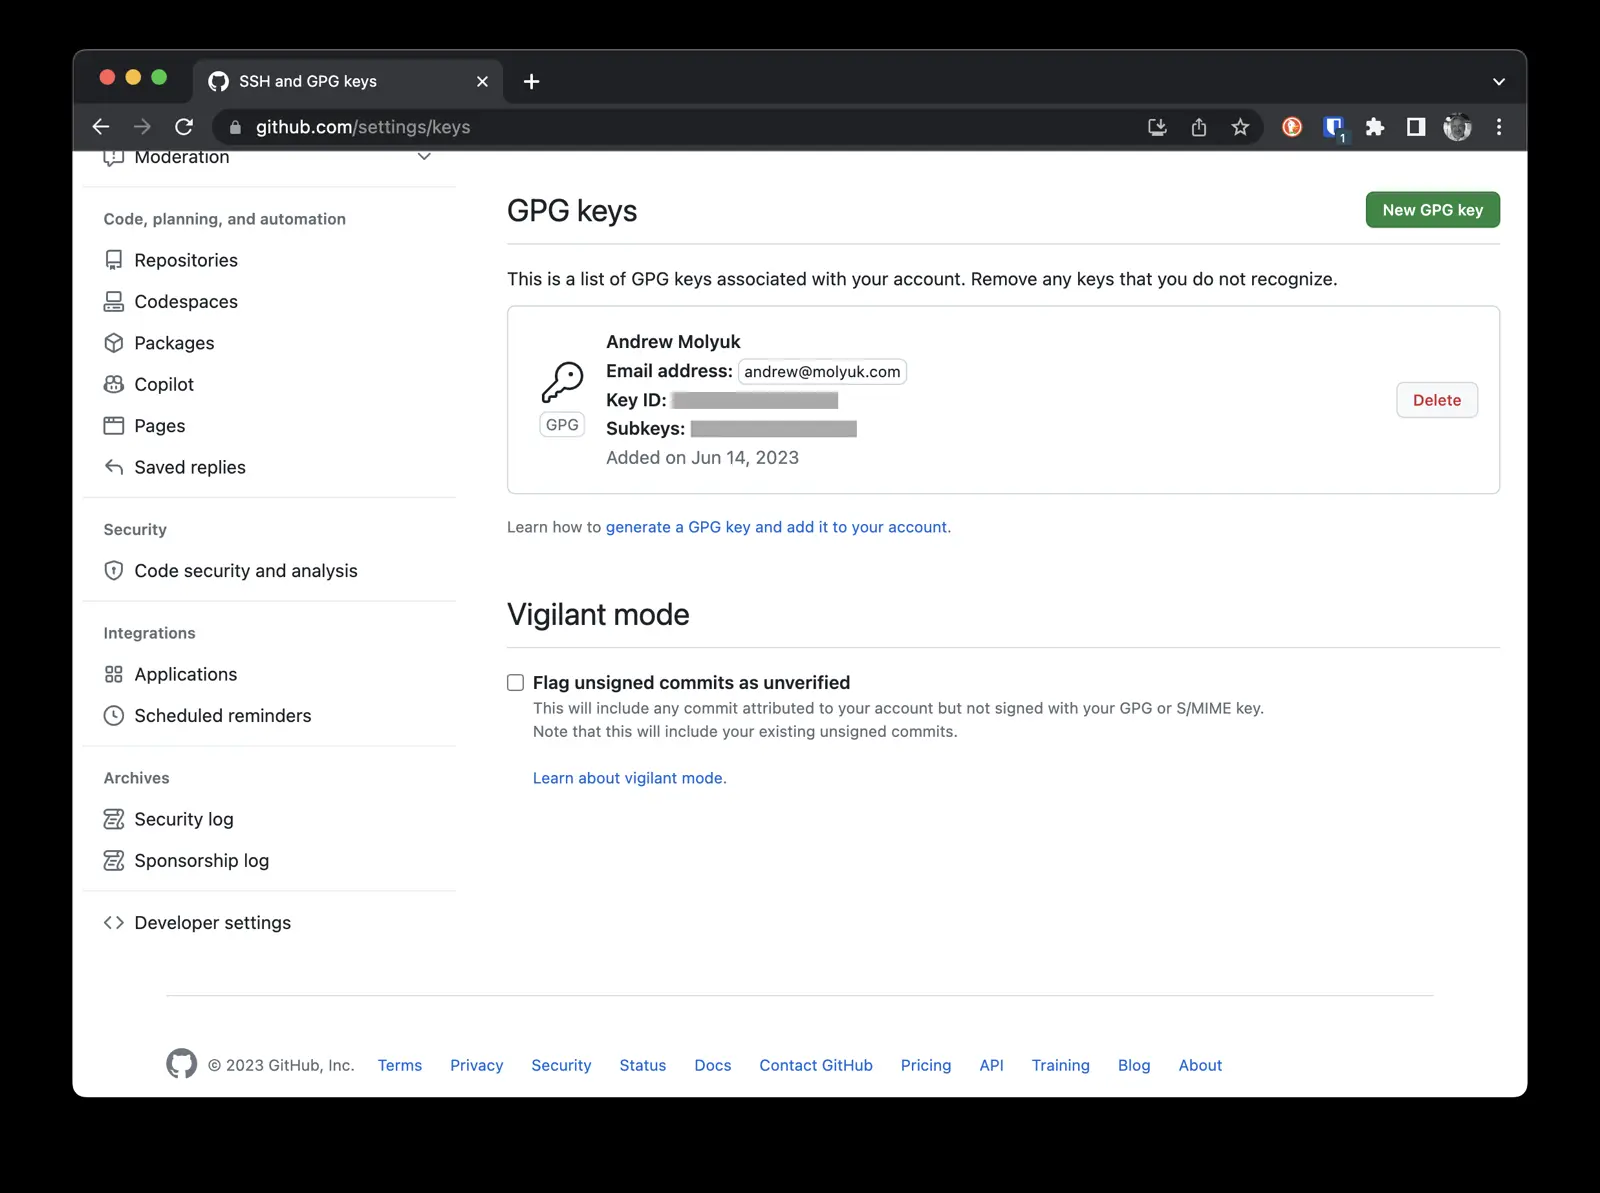 SSH and GPG keys
github.com/settings/keys
1
Moderation
Code, planning, and automation
Repositories
Codespaces
Packages
Copilot
Pages
Saved replies
Security
Code security and analysis
Integrations
Applications
Scheduled reminders
Archives
Security log
Sponsorship log
Developer settings
GPG keys
New GPG key
This is a list of GPG keys associated with your account. Remove any keys that you do not recognize.
Andrew Molyuk
Email address: andrew@molyuk.com
Key ID:
GPG
Subkeys:
Added on Jun 14, 2023
Delete
Learn how to generate a GPG key and add it to your account.
Vigilant mode
Flag unsigned commits as unverified
This will include any commit attributed to your account but not signed with your GPG or S/MIME key.
Note that this will include your existing unsigned commits.
Learn about vigilant mode.
© 2023 GitHub, Inc. Terms Privacy Security Status Docs Contact GitHub Pricing API Training Blog About